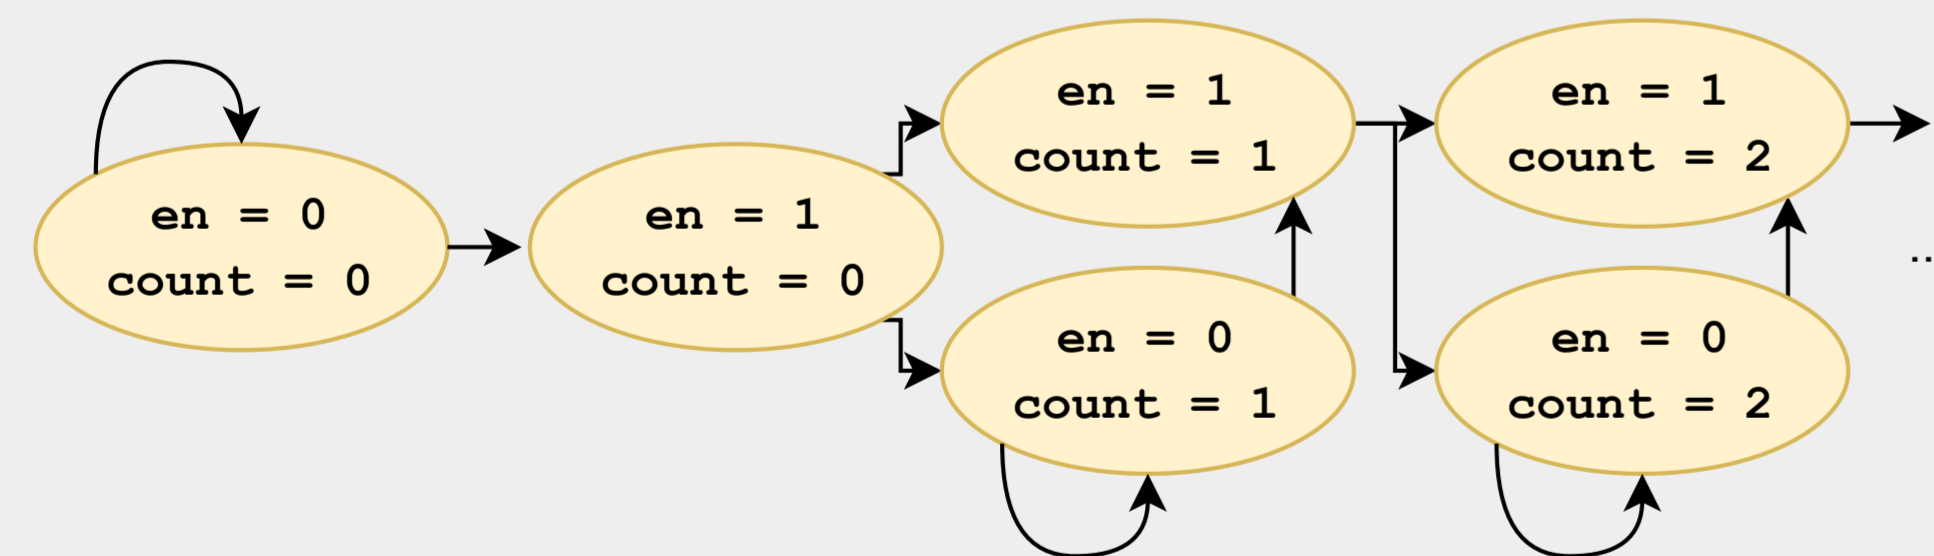 en = 0
count = 0
en = 1
count = 0
en = 1
count = 1
en = 0
count = 1
en = 1
count = 2
en = 0
count = 2
..